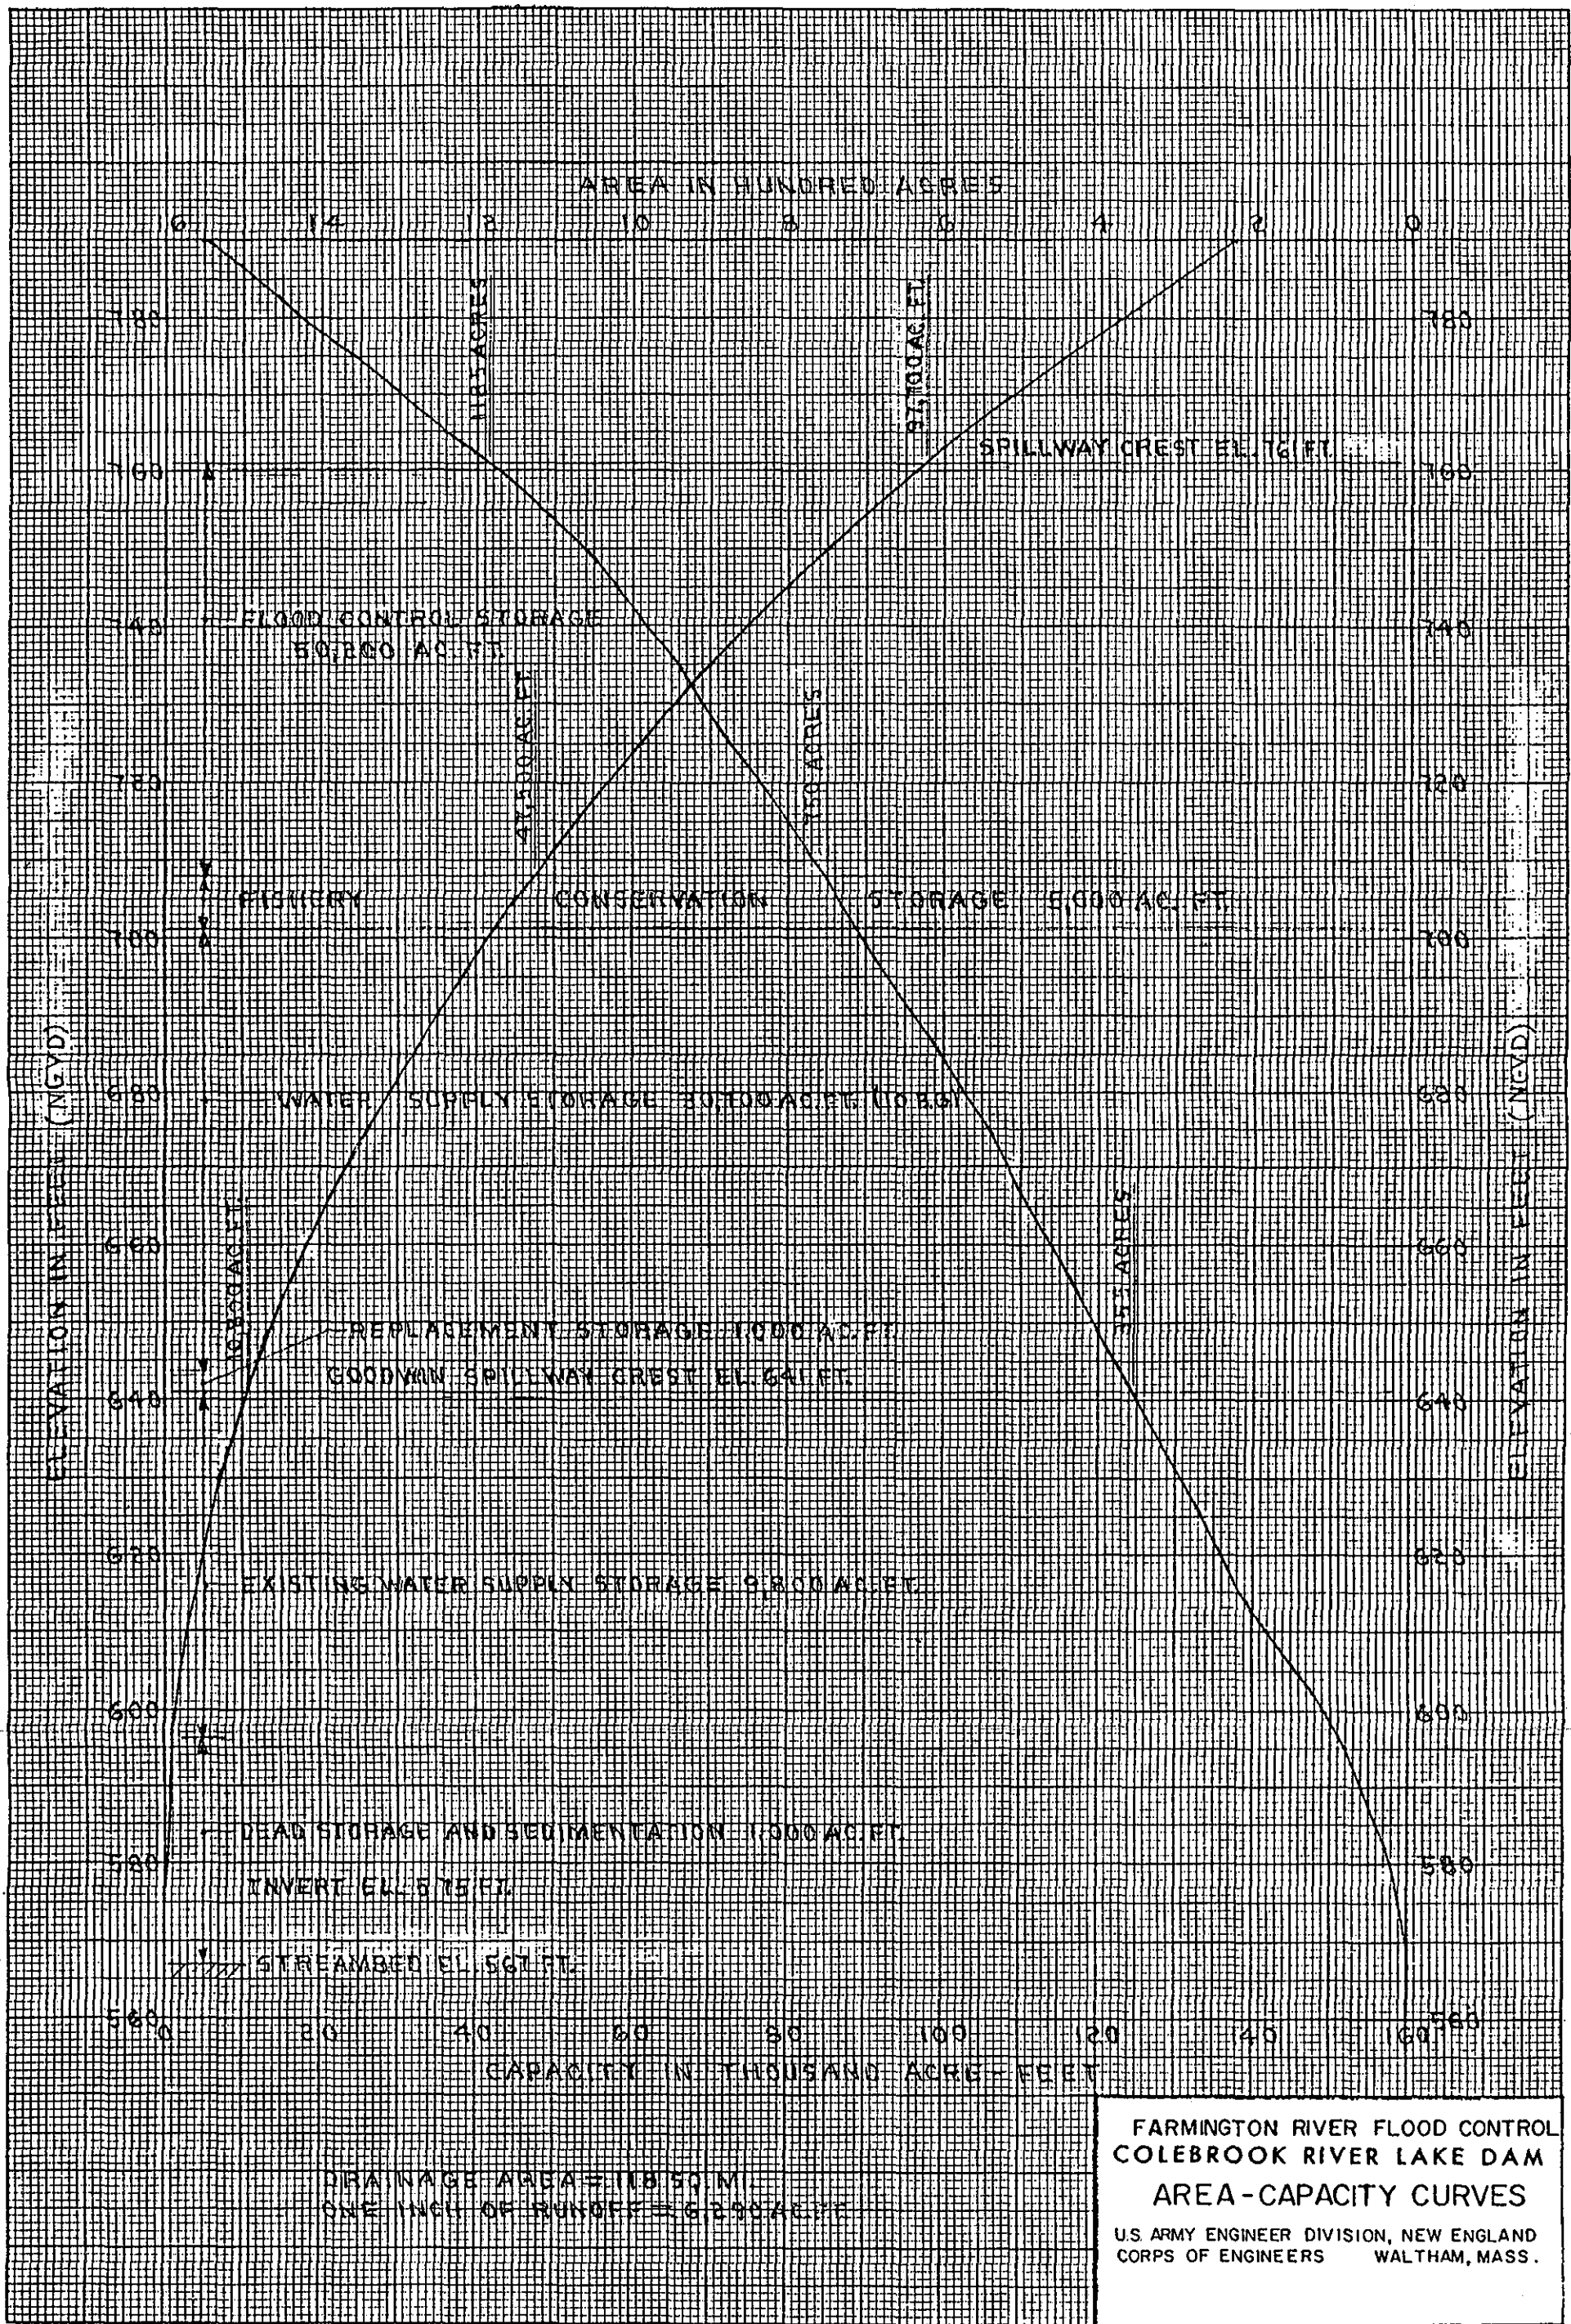 AREA IN HUNDRED ACRES
16 14 12 10 8 6 4 2 0
1185 ACRES
97,700 AC. FT.
780 780
SPILLWAY CREST EL. 761 FT.
760 760
FLOOD CONTROL STORAGE
740 740
50,200 AC. FT.
47,500 AC. FT.
750 ACRES
720 720
FISHERY CONSERVATION STORAGE 5,000 AC. FT.
700 700
ELEVATION IN FEET (NGVD)
ELEVATION IN FEET (NGVD)
680 680
WATER SUPPLY STORAGE 30,700 AC. FT. (10 B.G.)
10,800 AC. FT.
ACRES
660 660
REPLACEMENT STORAGE 1,000 AC. FT.
GOODWIN SPILLWAY CREST EL. 641 FT.
640 640
620 620
EXISTING WATER SUPPLY STORAGE 9,800 AC. FT.
600 600
DEAD STORAGE AND SEDIMENTATION 1,000 AC. FT.
580 580
INVERT EL. 575 FT.
STREAMBED EL. 567 FT.
560 560
0 20 40 60 80 100 120 140 160
CAPACITY IN THOUSAND ACRE-FEET
DRAINAGE AREA = 118 SQ. MI.
ONE INCH OF RUNOFF = 6,290 AC. FT.
FARMINGTON RIVER FLOOD CONTROL
COLEBROOK RIVER LAKE DAM
AREA-CAPACITY CURVES
U.S. ARMY ENGINEER DIVISION, NEW ENGLAND
CORPS OF ENGINEERS WALTHAM, MASS.